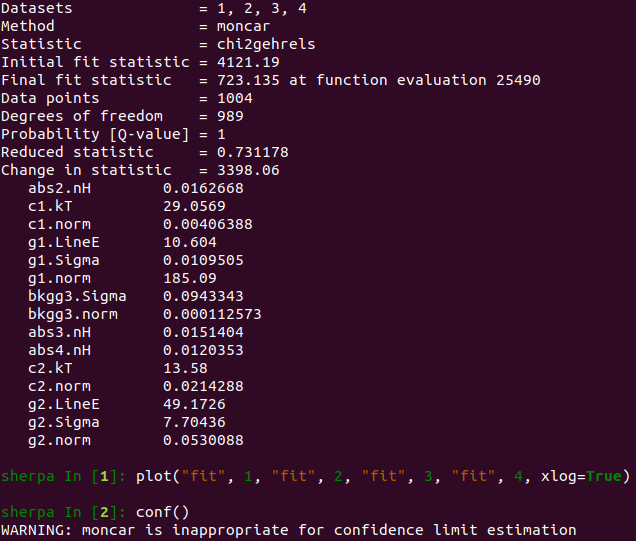 Datasets              = 1, 2, 3, 4
Method                = moncar
Statistic             = chi2gehrels
Initial fit statistic = 4121.19
Final fit statistic   = 723.135 at function evaluation 25490
Data points           = 1004
Degrees of freedom    = 989
Probability [Q-value] = 1
Reduced statistic     = 0.731178
Change in statistic   = 3398.06
   abs2.nH        0.0162668
   c1.kT          29.0569
   c1.norm        0.00406388
   g1.LineE       10.604
   g1.Sigma       0.0109505
   g1.norm        185.09
   bkgg3.Sigma    0.0943343
   bkgg3.norm     0.000112573
   abs3.nH        0.0151404
   abs4.nH        0.0120353
   c2.kT          13.58
   c2.norm        0.0214288
   g2.LineE       49.1726
   g2.Sigma       7.70436
   g2.norm        0.0530088
sherpa In [1]: plot("fit", 1, "fit", 2, "fit", 3, "fit", 4, xlog=True)
sherpa In [2]: conf()
WARNING: moncar is inappropriate for confidence limit estimation